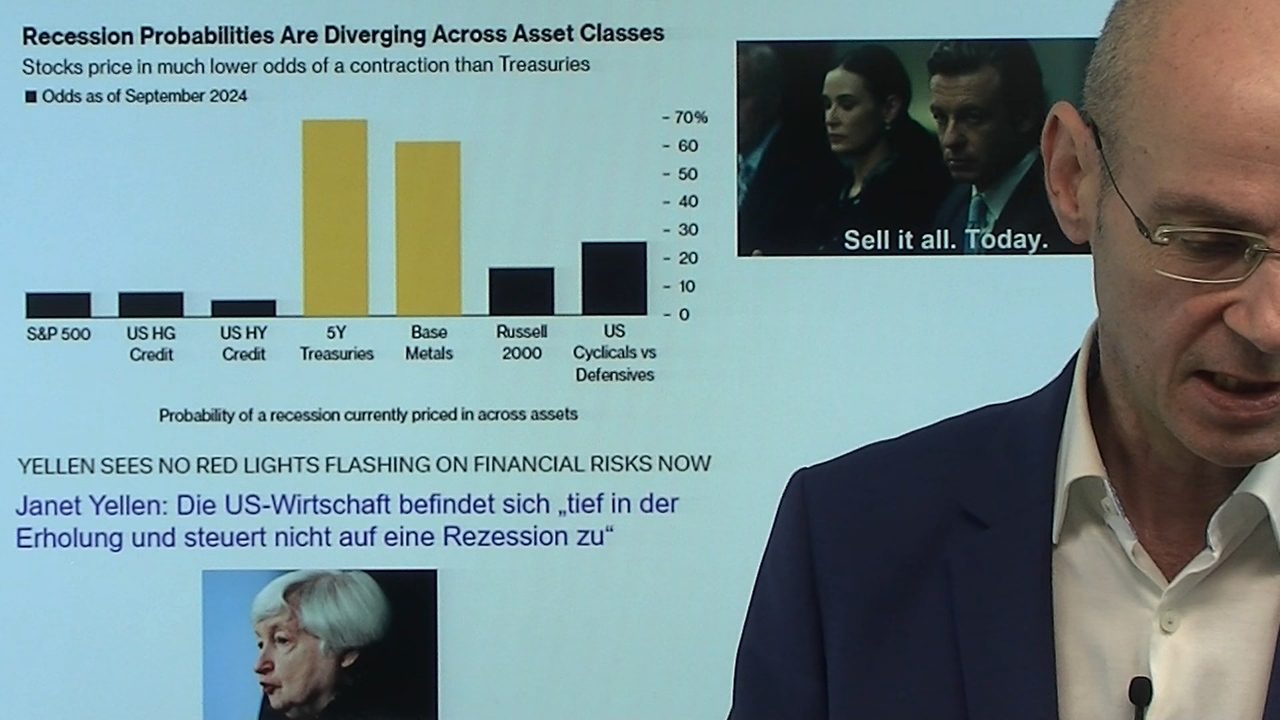 Recession Probabilities Are Diverging Across Asset Classes
Stocks price in much lower odds of a contraction than Treasuries
Odds as of September 2024
- 70%
- 60
- 50
- 40
- 30
- 20
- 10
- 0
S&P 500
US HG
Credit
US HY
Credit
5Y
Treasuries
Base
Metals
Russell
2000
US
Cyclicals vs
Defensives
Probability of a recession currently priced in across assets
Sell it all. Today.
YELLEN SEES NO RED LIGHTS FLASHING ON FINANCIAL RISKS NOW
Janet Yellen: Die US-Wirtschaft befindet sich „tief in der
Erholung und steuert nicht auf eine Rezession zu“